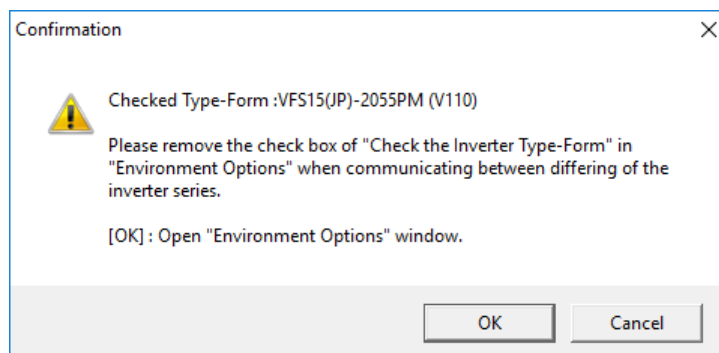 Confirmation
Checked Type-Form :VFS15(JP)-2055PM (V110)
Please remove the check box of "Check the Inverter Type-Form" in
"Environment Options" when communicating between differing of the
inverter series.
[OK] : Open "Environment Options" window.
OK
Cancel